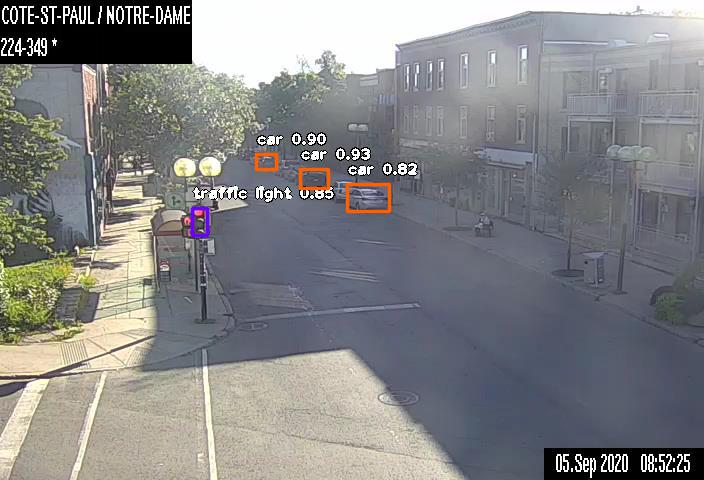 COTE-ST-PAUL / NOTRE-DAME
224-349 *
car 0.90
car 0.93
car 0.82
traffic light 0.85
05.Sep 2020 08:52:25